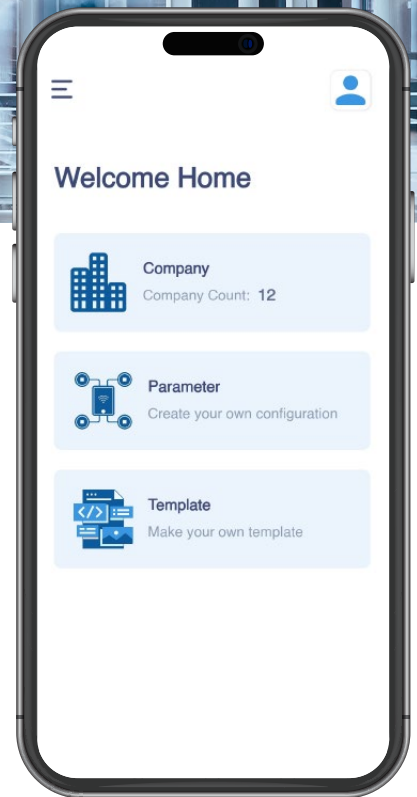 Welcome Home
Company
Company Count: 12
Parameter
Create your own configuration
</>
Template
Make your own template